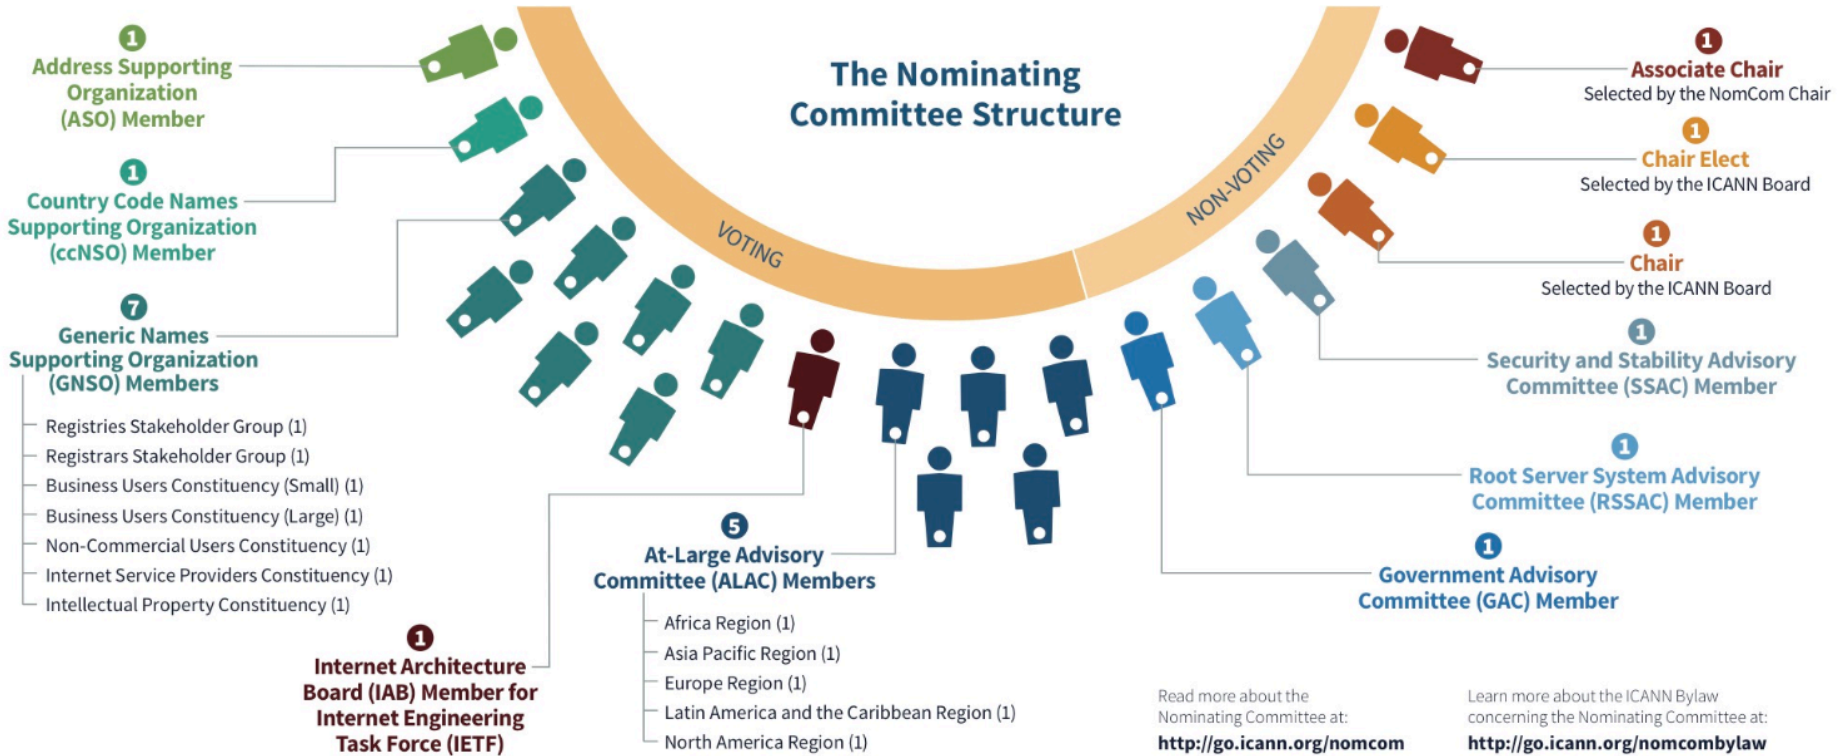 The Nominating
Committee Structure
VOTING
NON-VOTING
1
Address Supporting
Organization
(ASO) Member
1
Country Code Names
Supporting Organization
(ccNSO) Member
7
Generic Names
Supporting Organization
(GNSO) Members
Registries Stakeholder Group (1)
Registrars Stakeholder Group (1)
Business Users Constituency (Small) (1)
Business Users Constituency (Large) (1)
Non-Commercial Users Constituency (1)
Internet Service Providers Constituency (1)
Intellectual Property Constituency (1)
1
Internet Architecture
Board (IAB) Member for
Internet Engineering
Task Force (IETF)
5
At-Large Advisory
Committee (ALAC) Members
Africa Region (1)
Asia Pacific Region (1)
Europe Region (1)
Latin America and the Caribbean Region (1)
North America Region (1)
1
Associate Chair
Selected by the NomCom Chair
1
Chair Elect
Selected by the ICANN Board
1
Chair
Selected by the ICANN Board
1
Security and Stability Advisory
Committee (SSAC) Member
1
Root Server System Advisory
Committee (RSSAC) Member
1
Government Advisory
Committee (GAC) Member
Read more about the
Nominating Committee at:
http://go.icann.org/nomcom
Learn more about the ICANN Bylaw
concerning the Nominating Committee at:
http://go.icann.org/nomcombylaw